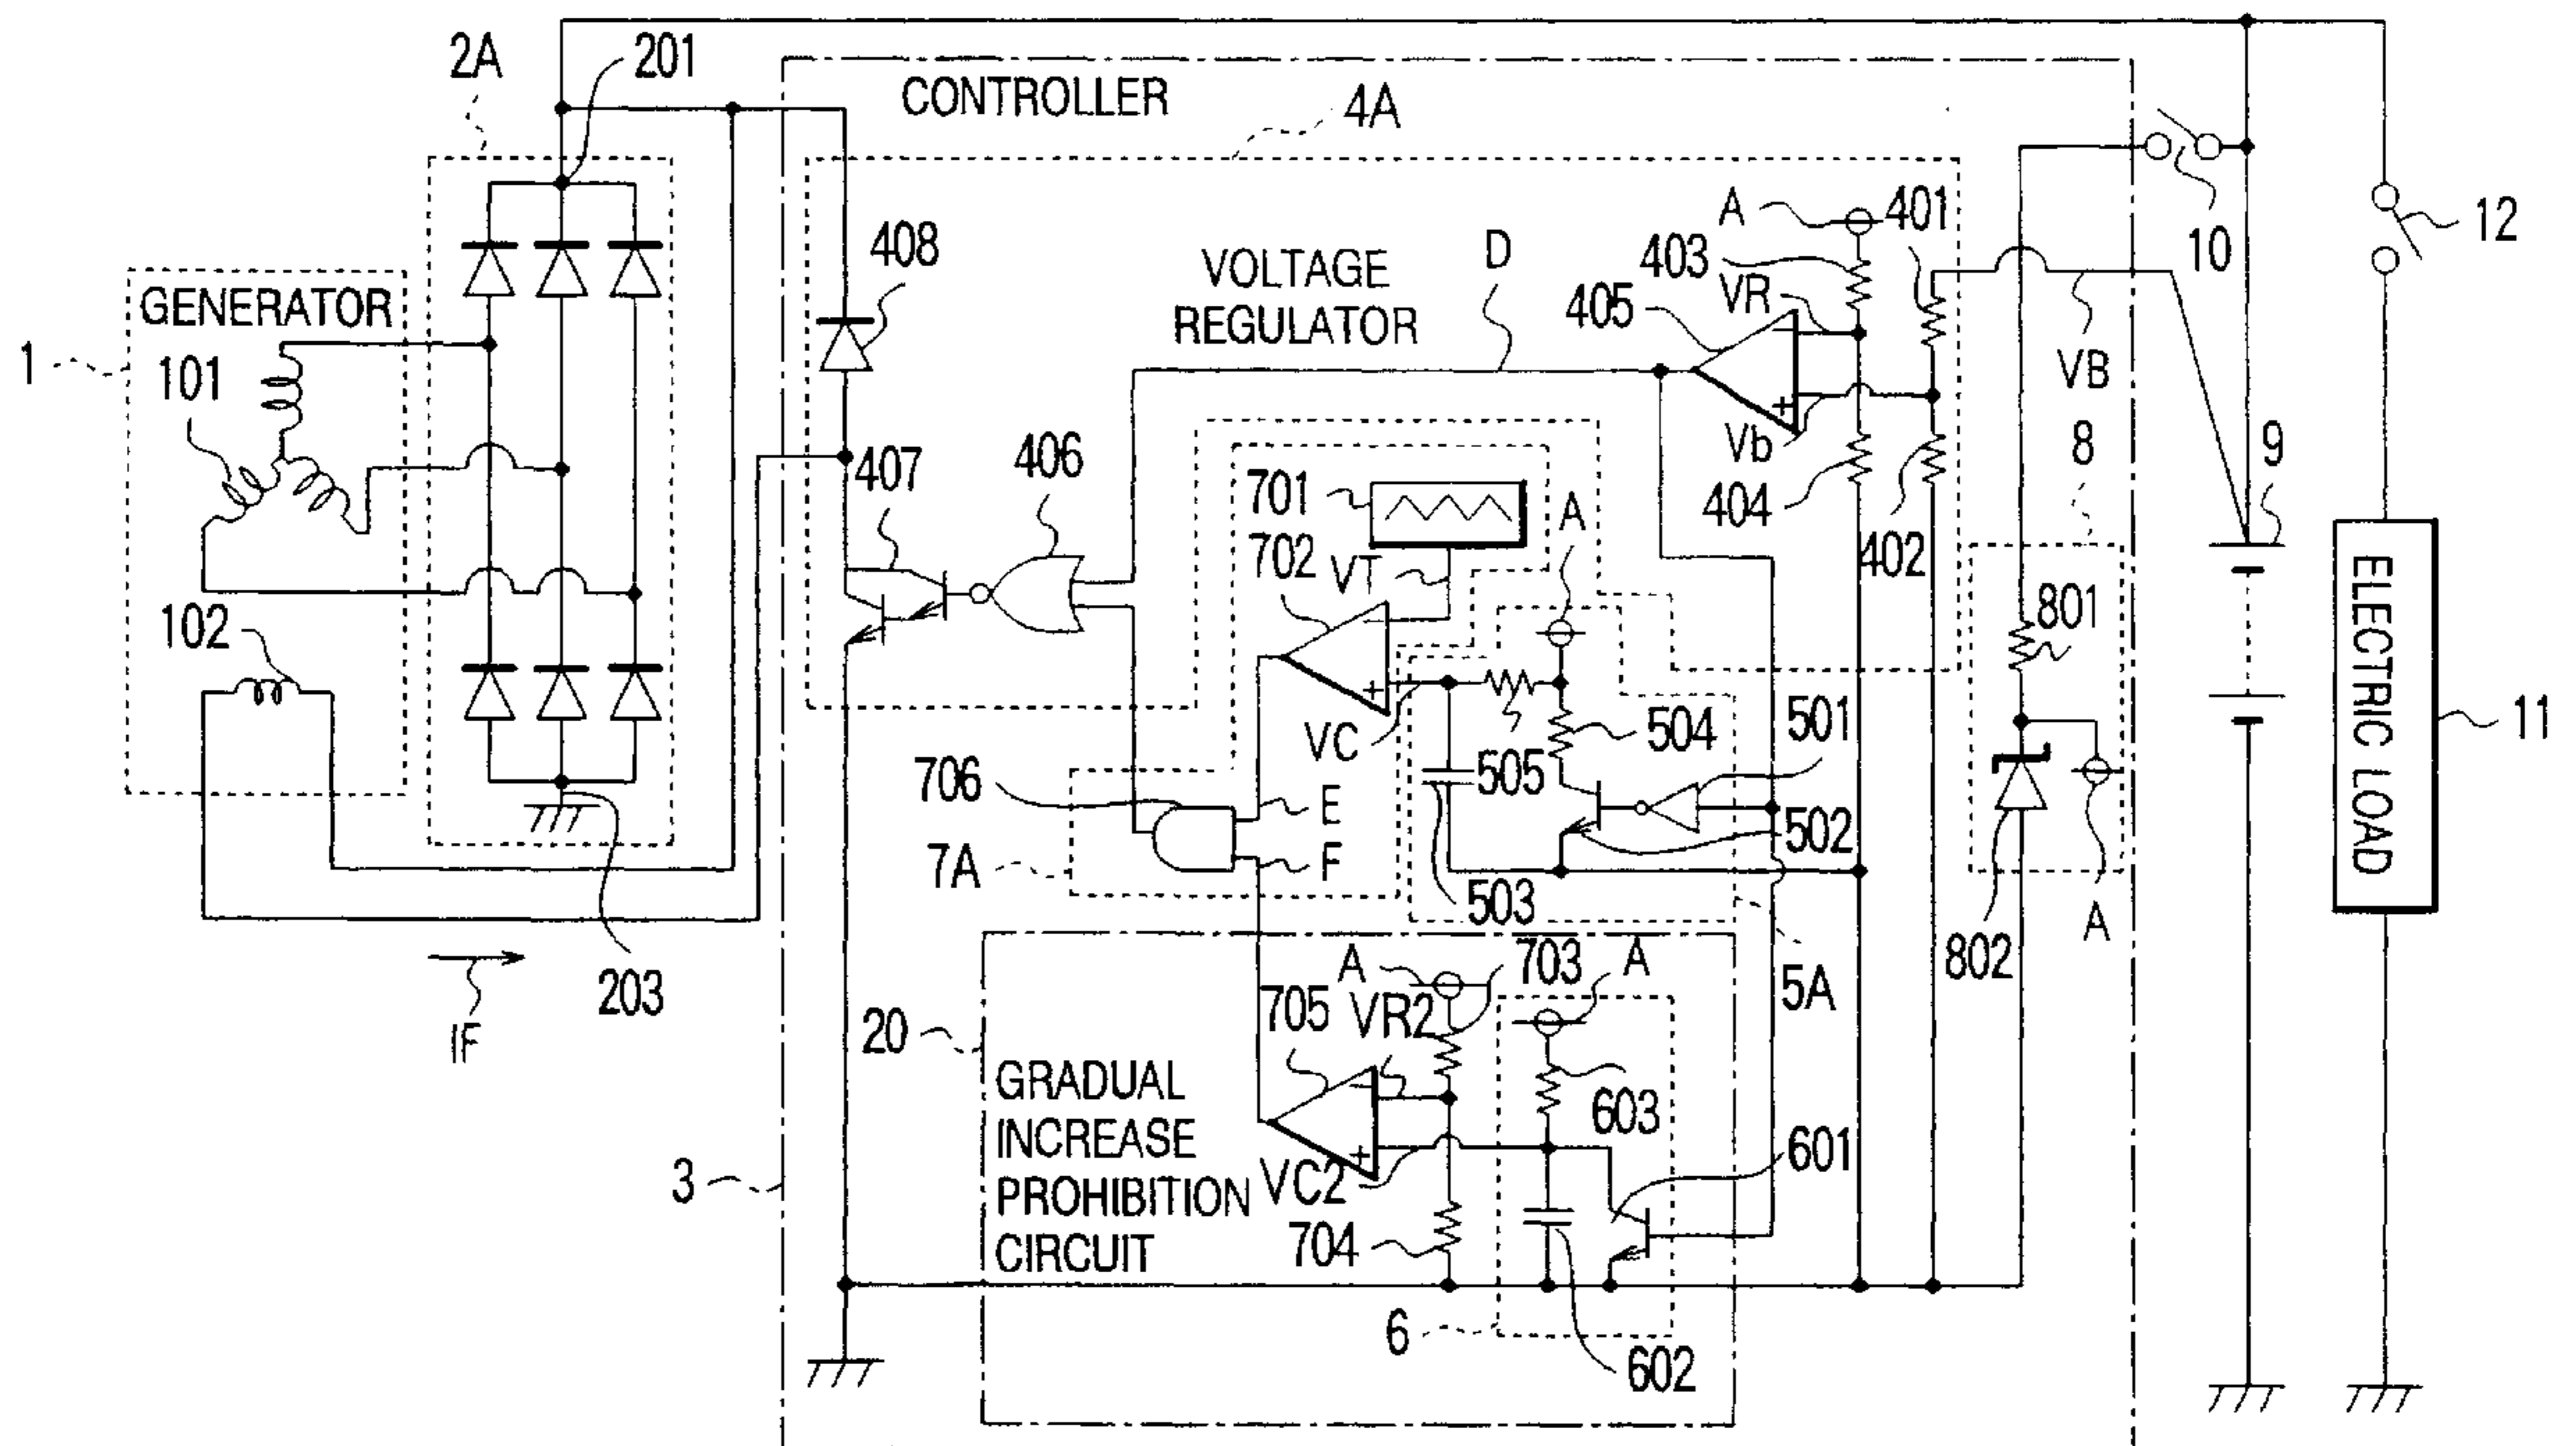 2A
201
CONTROLLER
4A
A
401
10
12
408
D
403
VOLTAGE
REGULATOR
405
VR
VB
GENERATOR
1
101
Vb
8
9
407
406
701
A
404
402
702
VT
801
ELECTRIC LOAD
102
11
VC
504
501
706
505
E
502
7A
F
503
802
A
203
IF
A
703
A
5A
20
705
VR2
GRADUAL
INCREASE
PROHIBITION
CIRCUIT
603
601
3
VC2
704
6
602